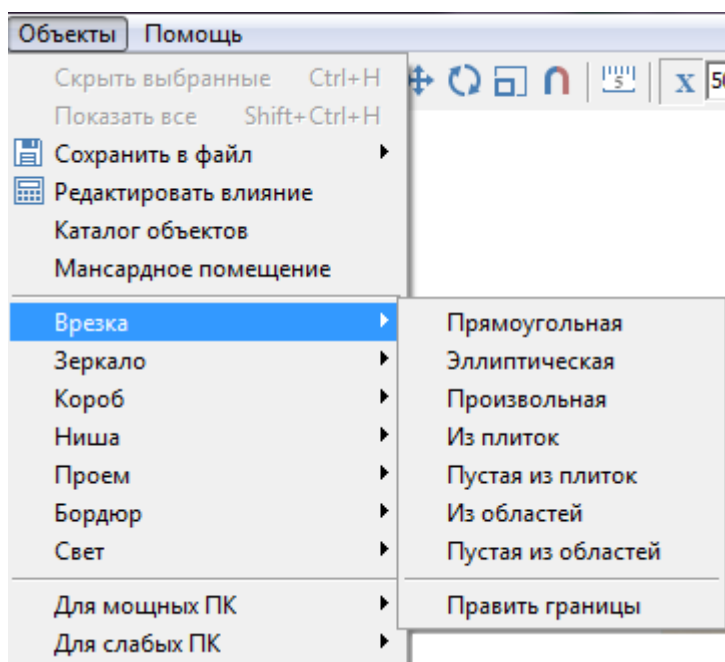 Объекты Помощь
Скрыть выбранные Ctrl+H
Показать все Shift+Ctrl+H
Сохранить в файл
Редактировать влияние
Каталог объектов
Мансардное помещение
Врезка
Зеркало
Короб
Ниша
Проем
Бордюр
Свет
Для мощных ПК
Для слабых ПК
5
X
Прямоугольная
Эллиптическая
Произвольная
Из плиток
Пустая из плиток
Из областей
Пустая из областей
Править границы